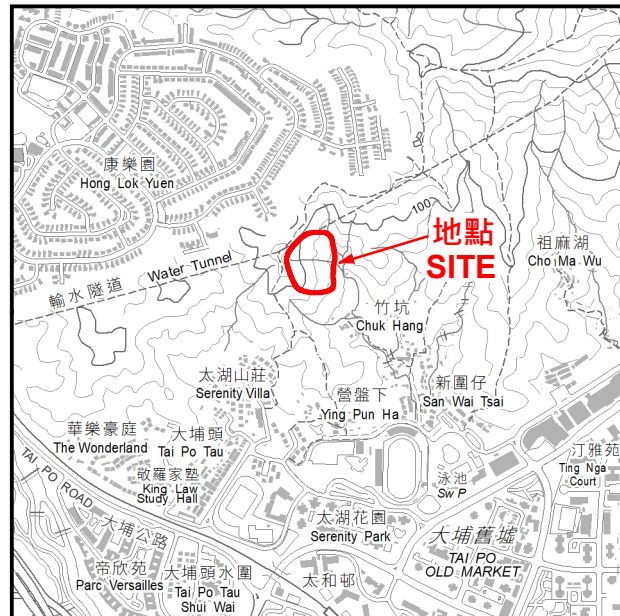 康樂園
Hong Lok Yuen
100
地點
SITE
祖麻湖
Cho Ma Wu
Water Tunnel
輸水隧道
竹坑
Chuk Hang
太湖山莊
Serenity Villa
營盤下
Ying Pun Ha
新圍仔
San Wai Tsai
華樂豪庭
The Wonderland
大埔頭
Tai Po Tau
敬羅家塾
King Law
Study Hall
汀雅苑
Ting Nga
Court
泳池
Sw P
TAI PO ROAD
大埔公路
太湖花園
Serenity Park
大埔舊墟
TAI PO
OLD MARKET
帝欣苑
Parc Versailles
大埔頭水圍
Tai Po Tau
Shui Wai
太和邨